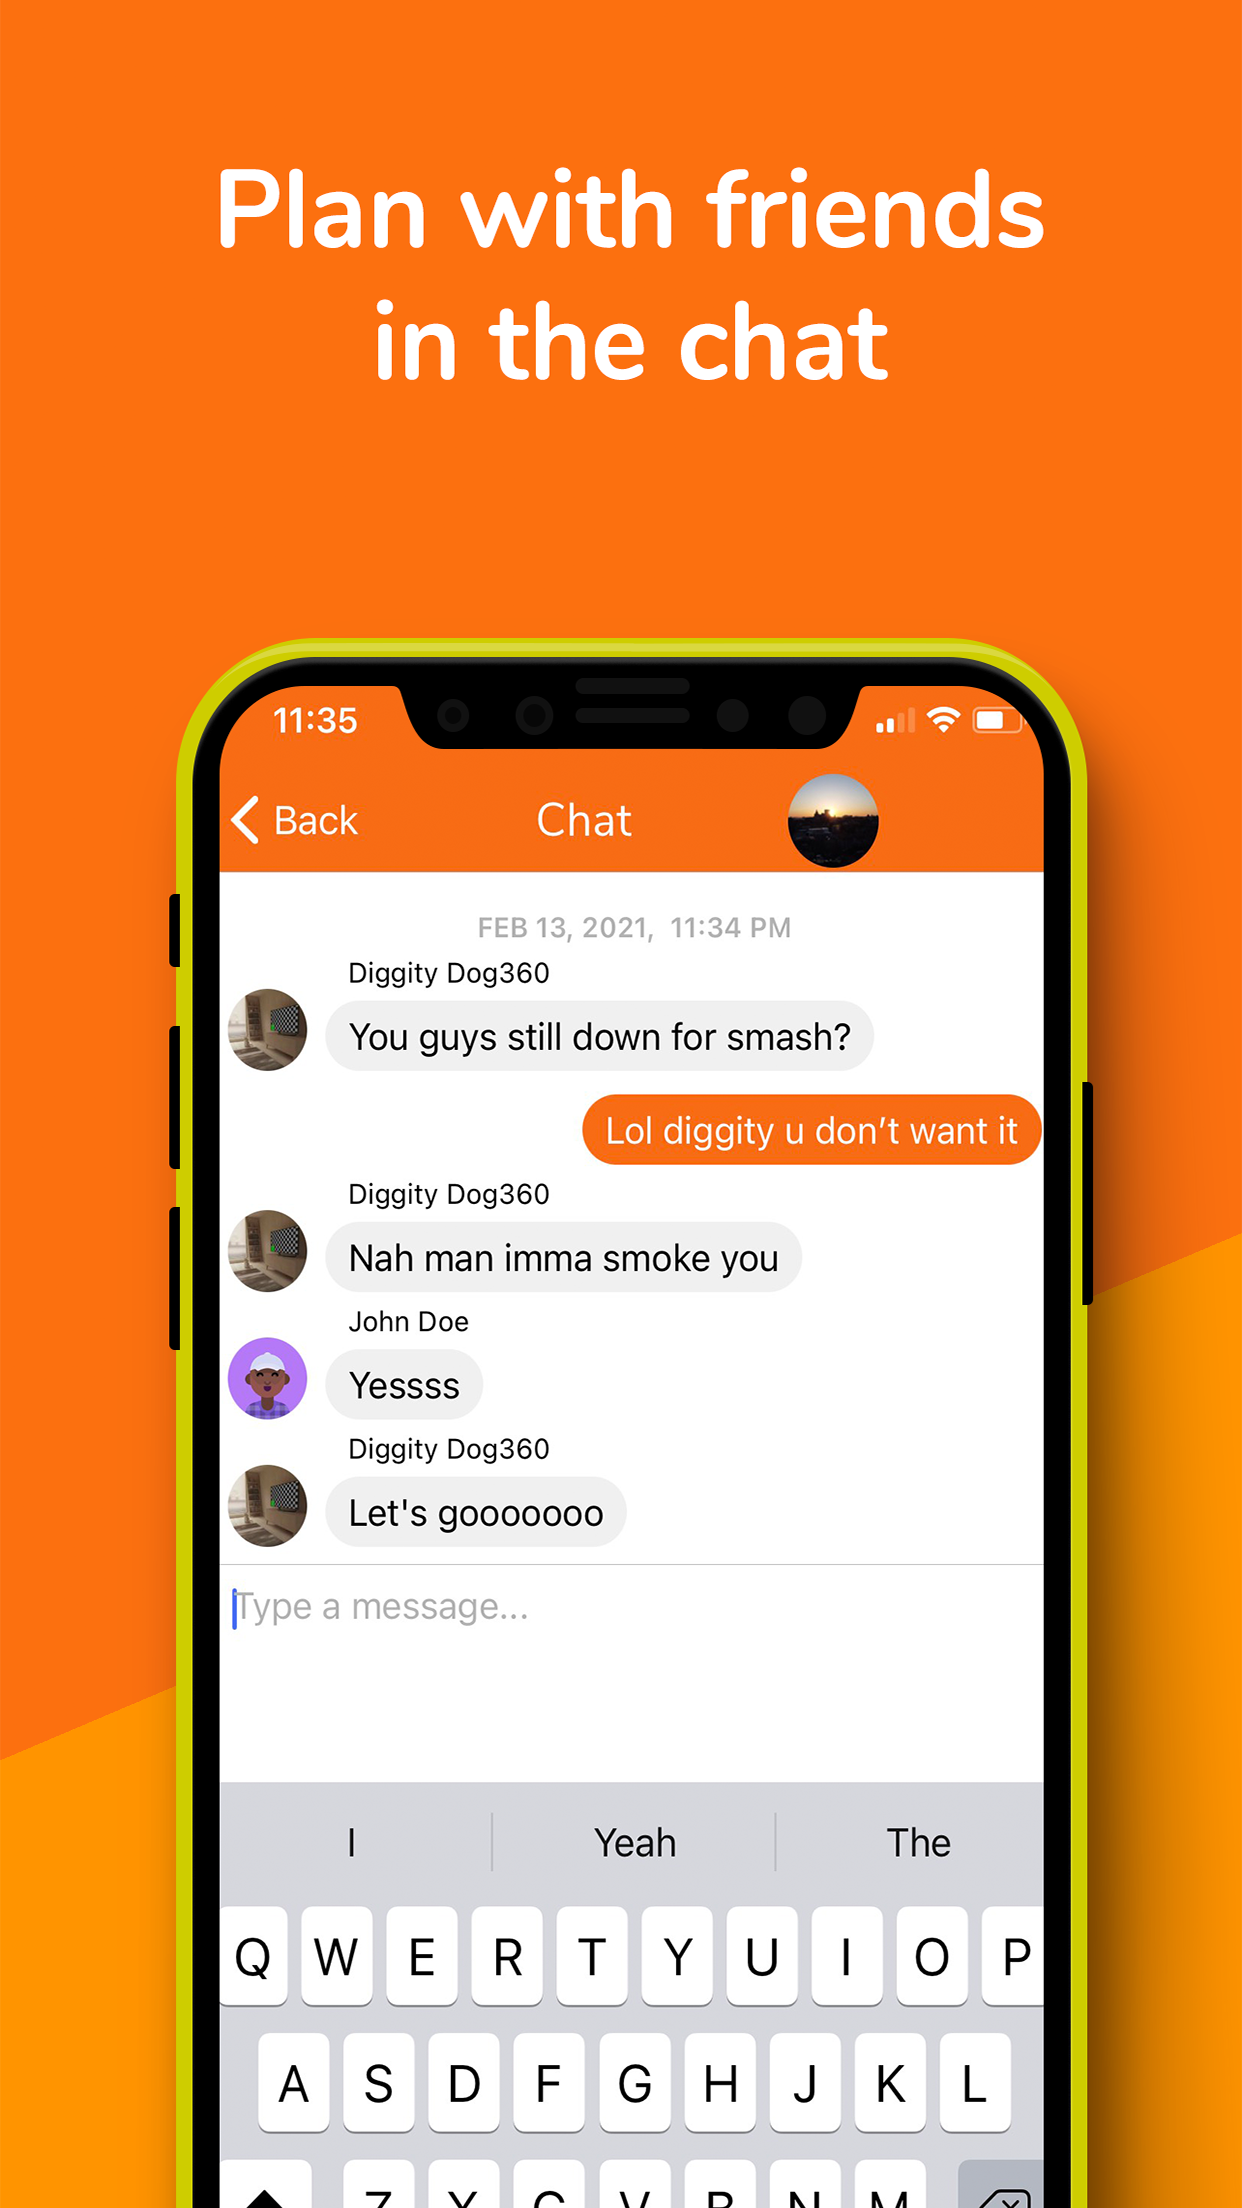 Plan with friends
in the chat
11:35
Back
Chat
FEB 13, 2021, 11:34 PM
Diggity Dog360
You guys still down for smash?
Lol diggity u don't want it
Diggity Dog360
Nah man imma smoke you
John Doe
Yessss
Diggity Dog360
Let's gooooooo
Type a message...
I Yeah The
Q W E R T Y U I O P
A S D F G H J K L
Z X C V B N M